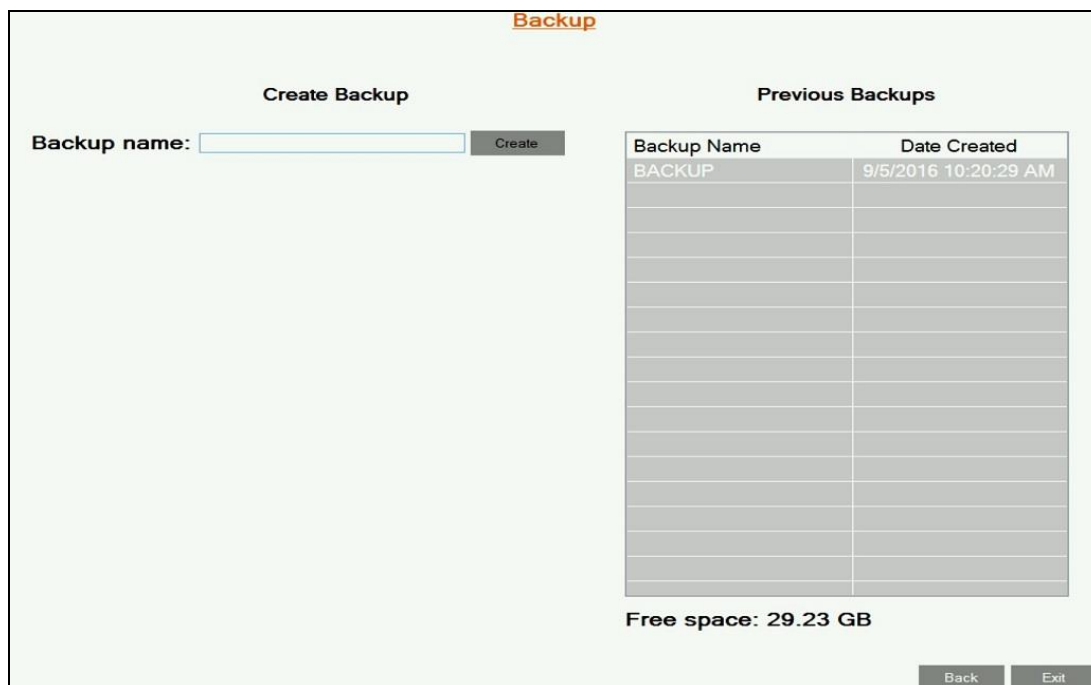 Backup
Create Backup
Backup name:
Create
Previous Backups
Backup Name Date Created
BACKUP 9/5/2016 10:20:29 AM
Free space: 29.23 GB
Back Exit